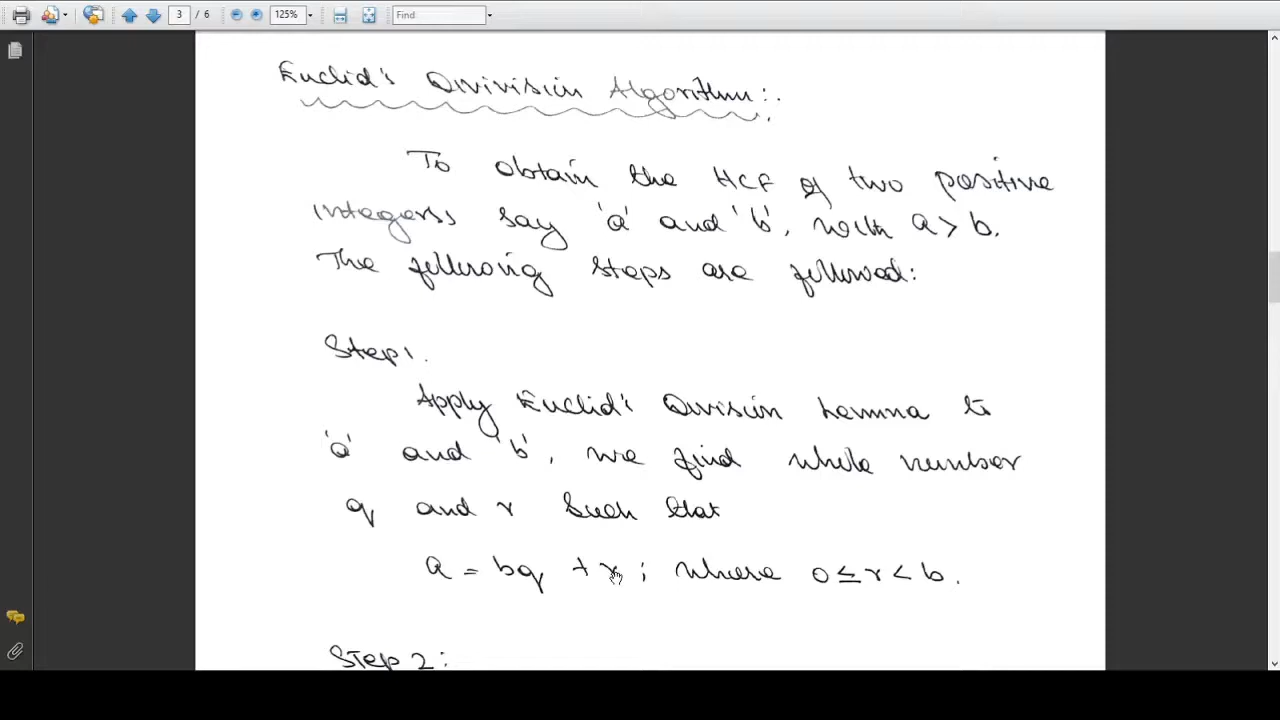 3 / 6
125%
Find
Euclid's Division Algorithm:.
To obtain the HCF of two positive
integers say 'a' and 'b', with a > b.
The following steps are followed:
Step 1.
Apply Euclid's Division Lemma to
'a' and 'b', we find whole number
q and r such that
a = bq + r ; where 0 ≤ r < b.
Step 2: